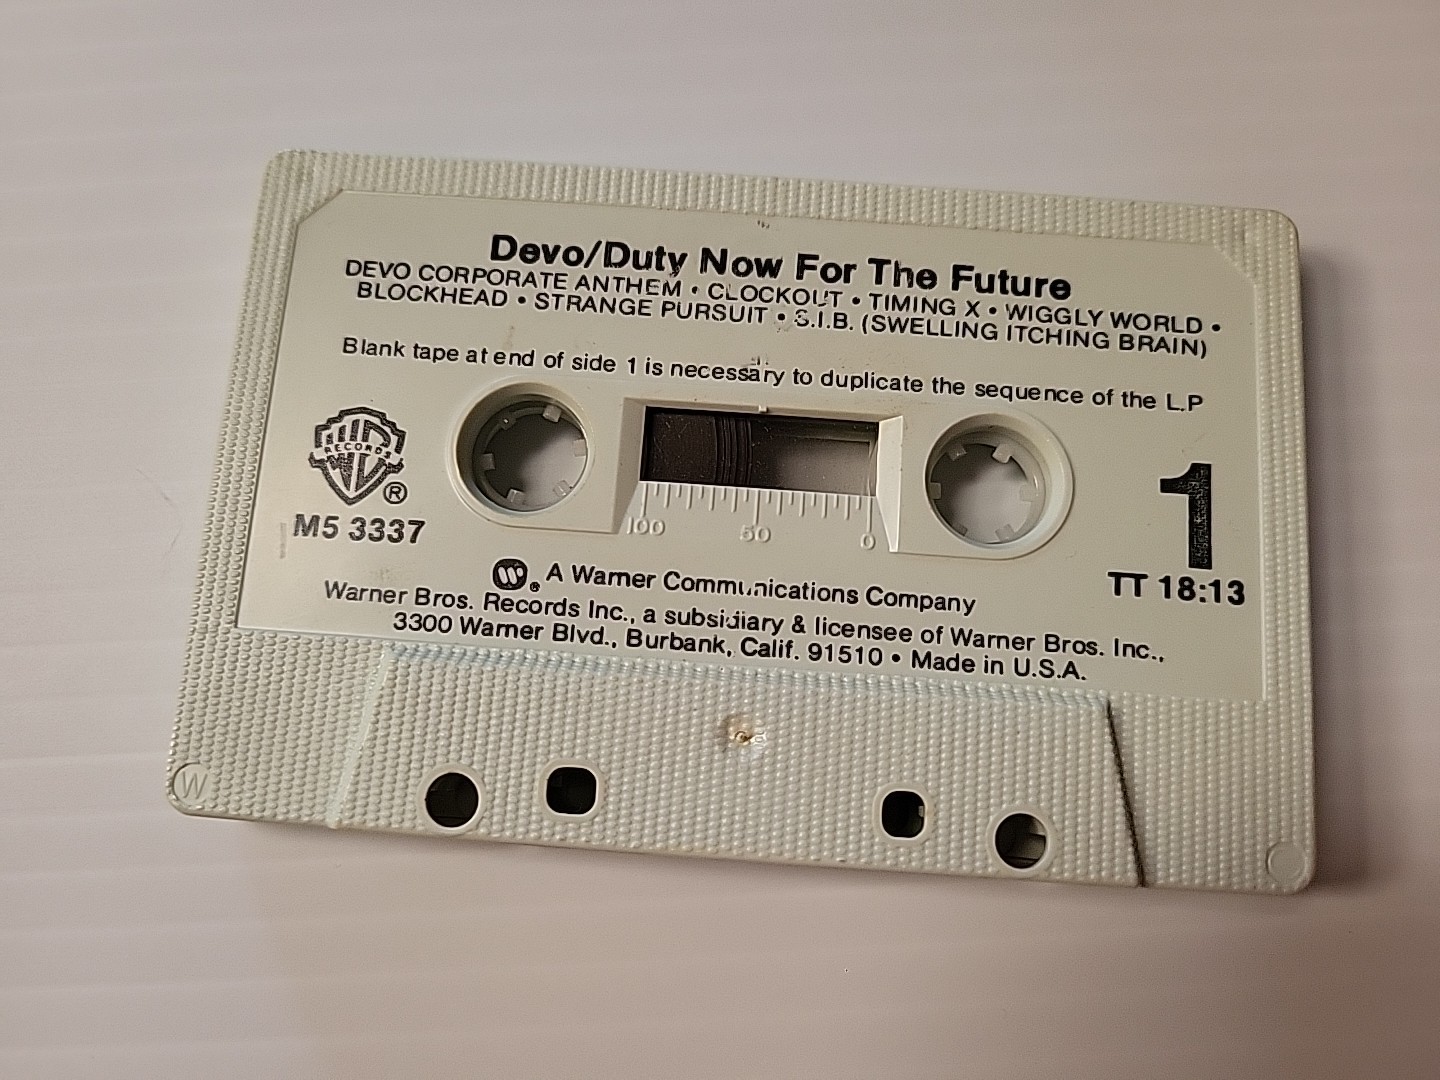 Devo/Duty Now For The Future
DEVO CORPORATE ANTHEM • CLOCKOUT • TIMING X • WIGGLY WORLD •
BLOCKHEAD • STRANGE PURSUIT • S.I.B. (SWELLING ITCHING BRAIN)
Blank tape at end of side 1 is necessary to duplicate the sequence of the L.P
W RECORDS ®
M5 3337
100 50 0
1
TT 18:13
W® A Warner Communications Company
Warner Bros. Records Inc., a subsidiary & licensee of Warner Bros. Inc.,
3300 Warner Blvd., Burbank, Calif. 91510 • Made in U.S.A.
W